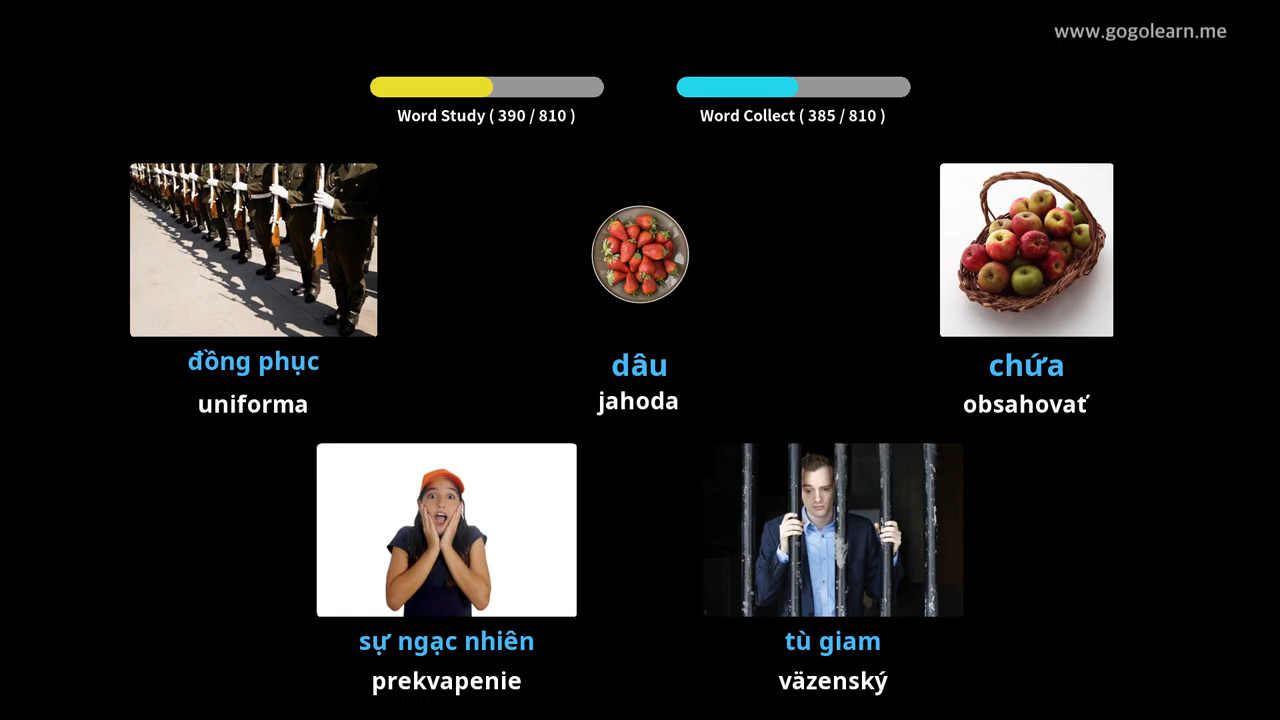 www.gogolearn.me
Word Study ( 390 / 810 )
Word Collect ( 385 / 810 )
đồng phục
uniforma
dâu
jahoda
chứa
obsahovať
sự ngạc nhiên
prekvapenie
tù giam
väzenský